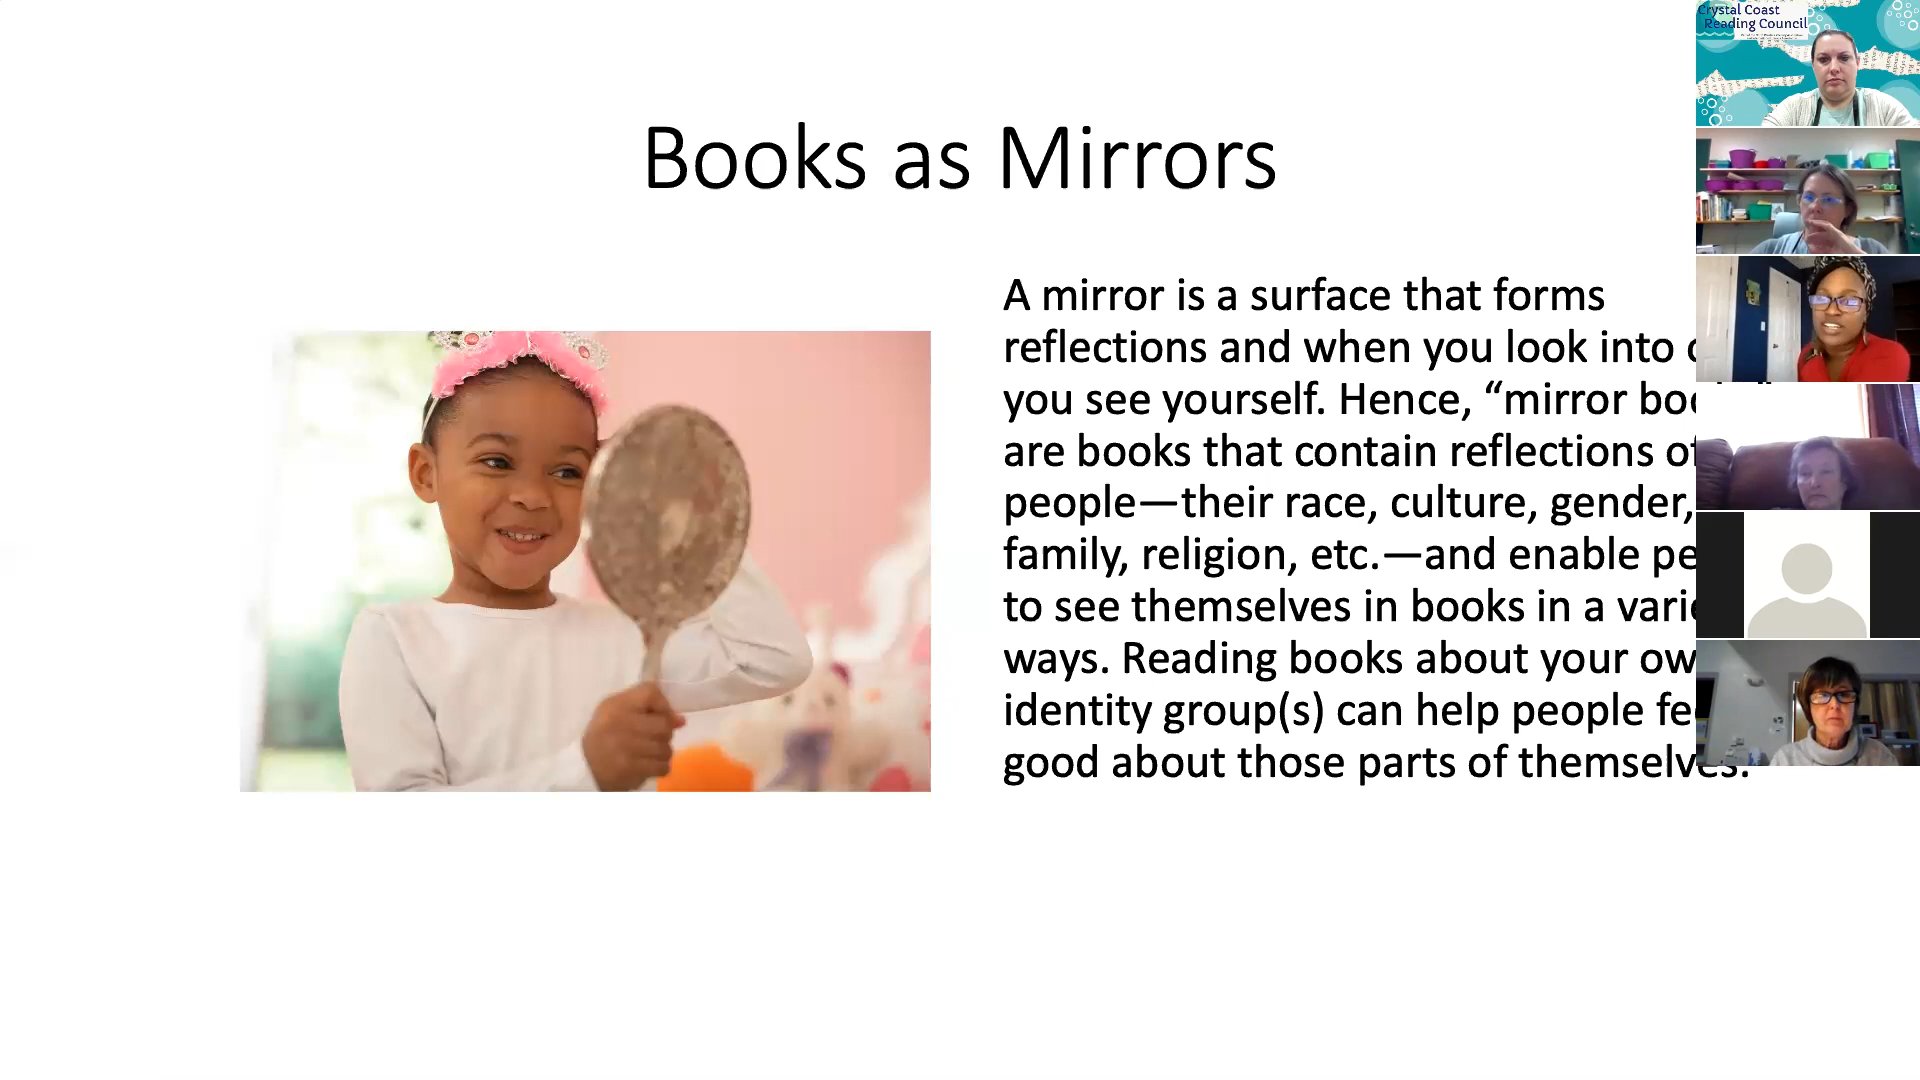 Books as Mirrors
A mirror is a surface that forms
reflections and when you look into
you see yourself. Hence, “mirror
are books that contain reflections of
people—their race, culture, gender,
family, religion, etc.—and enable
to see themselves in books in a
ways. Reading books about your
identity group(s) can help people
good about those parts of themselves.
Crystal Coast
Reading Council